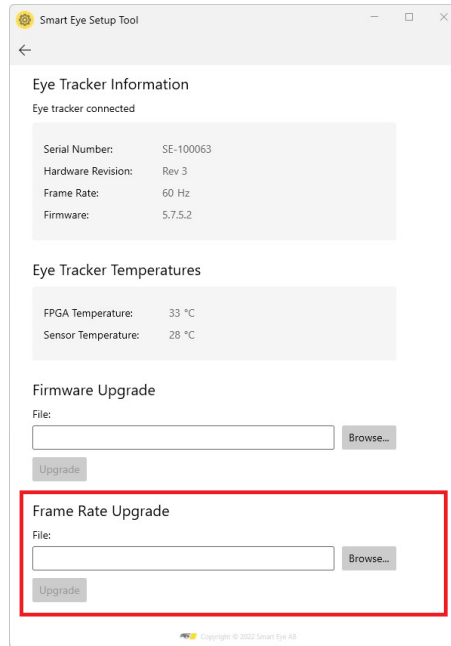 Smart Eye Setup Tool
Eye Tracker Information
Eye tracker connected
Serial Number: SE-100063
Hardware Revision: Rev 3
Frame Rate: 60 Hz
Firmware: 5.7.5.2
Eye Tracker Temperatures
FPGA Temperature: 33 °C
Sensor Temperature: 28 °C
Firmware Upgrade
File:
Browse...
Upgrade
Frame Rate Upgrade
File:
Browse...
Upgrade
Copyright © 2022 Smart Eye AB